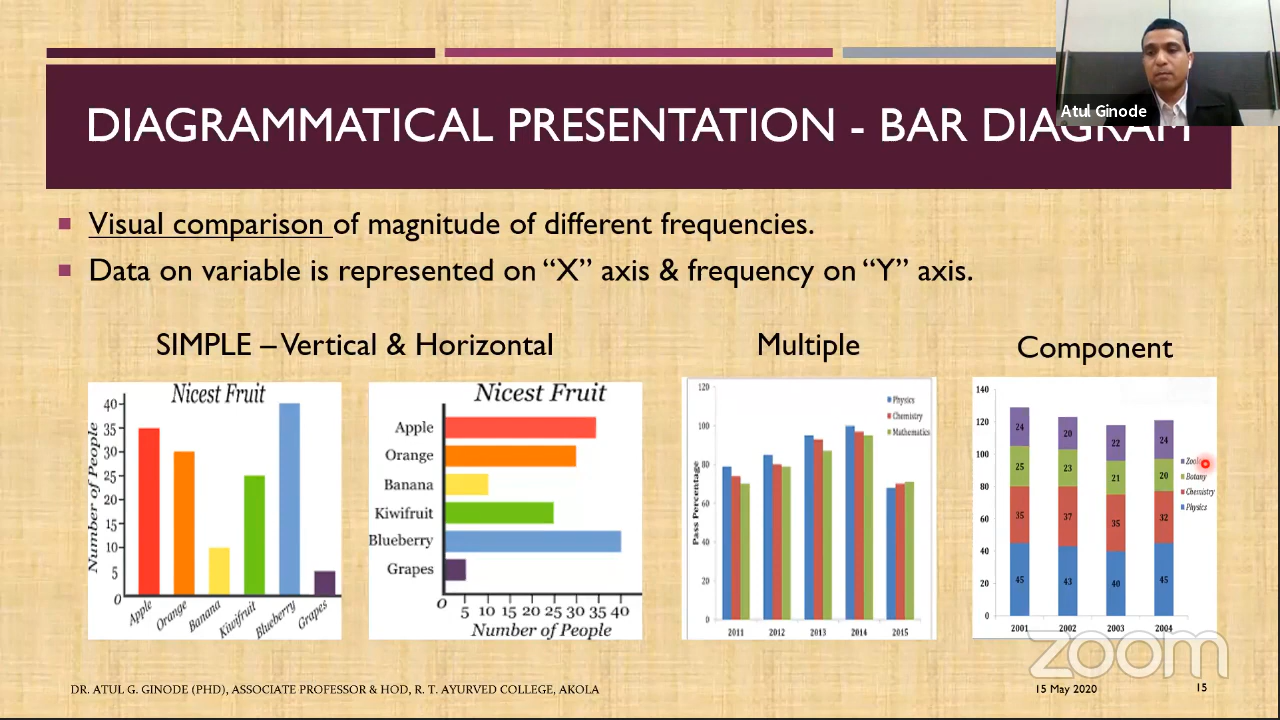 Atul Ginode
DIAGRAMMATICAL PRESENTATION - BAR DIAGRAM
Visual comparison of magnitude of different frequencies.
Data on variable is represented on “X” axis & frequency on “Y” axis.
SIMPLE – Vertical & Horizontal
Multiple
Component
Nicest Fruit
Number of People
40
35
30
25
20
15
10
5
0
Apple
Orange
Banana
Kiwifruit
Blueberry
Grapes
Nicest Fruit
Apple
Orange
Banana
Kiwifruit
Blueberry
Grapes
0 5 10 15 20 25 30 35 40
Number of People
120
100
80
60
40
20
0
Pass Percentage
Physics
Chemistry
Mathematics
2011 2012 2013 2014 2015
140
120
100
80
60
40
20
0
24 20 22 24
25 23 21 20
35 37 35 32
45 43 40 45
Botany
Chemistry
Physics
2001 2002 2003 2004
zoom
DR. ATUL G. GINODE (PHD), ASSOCIATE PROFESSOR & HOD, R. T. AYURVED COLLEGE, AKOLA
15 May 2020
15